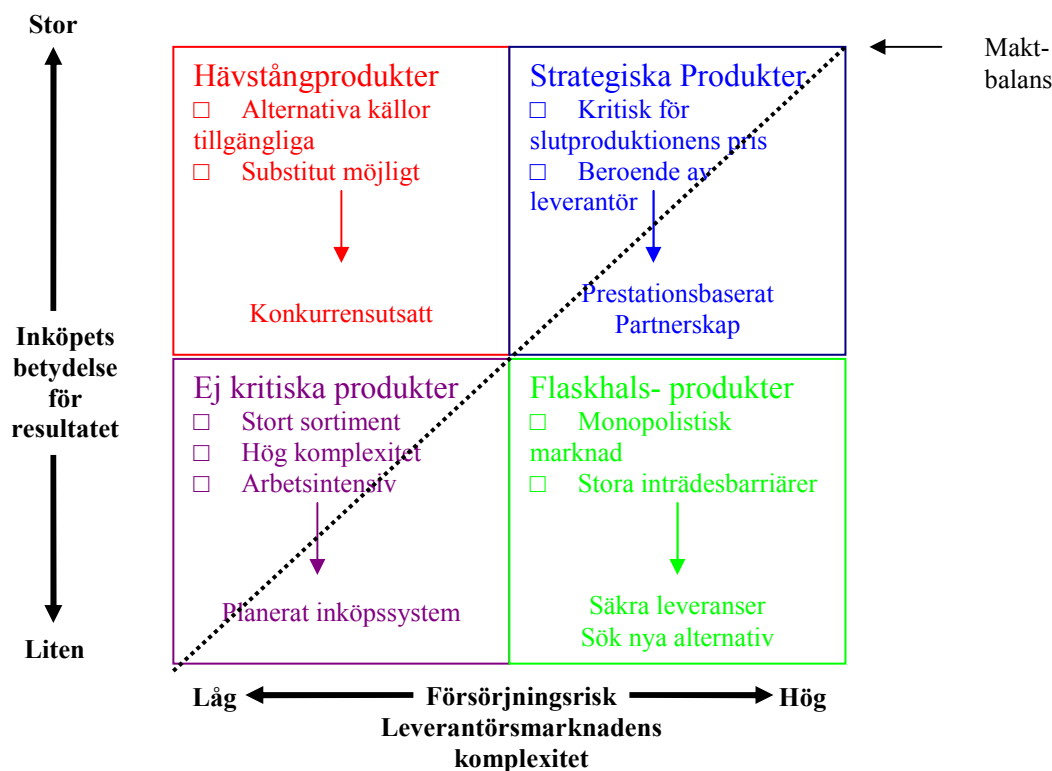 Stor
Makt-
balans
Hävstångprodukter
□ Alternativa källor
tillgängliga
□ Substitut möjligt
Konkurrensutsatt
Strategiska Produkter
□ Kritisk för
slutproduktionens pris
□ Beroende av
leverantör
Prestationsbaserat
Partnerskap
Inköpets
betydelse
för
resultatet
Ej kritiska produkter
□ Stort sortiment
□ Hög komplexitet
□ Arbetsintensiv
Planerat inköpssystem
Flaskhals- produkter
□ Monopolistisk
marknad
□ Stora inträdesbarriärer
Säkra leveranser
Sök nya alternativ
Liten
Låg
Försörjningsrisk
Hög
Leverantörsmarknadens
komplexitet